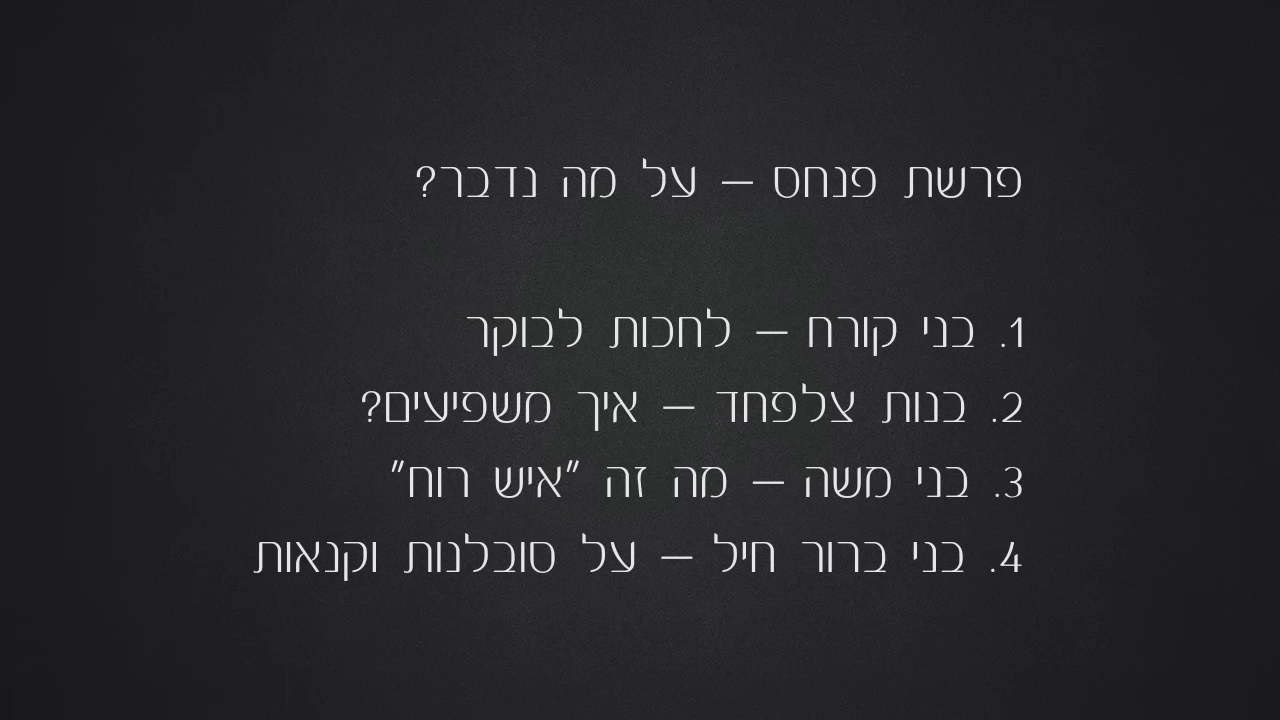 פרשת פנחס – על מה נדבר?
1. בני קורח – לחכות לבוקר
2. בנות צלפחד – איך משפיעים?
3. בני משה – מה זה "איש רוח"
4. בני ברור חיל – על סובלנות וקנאות